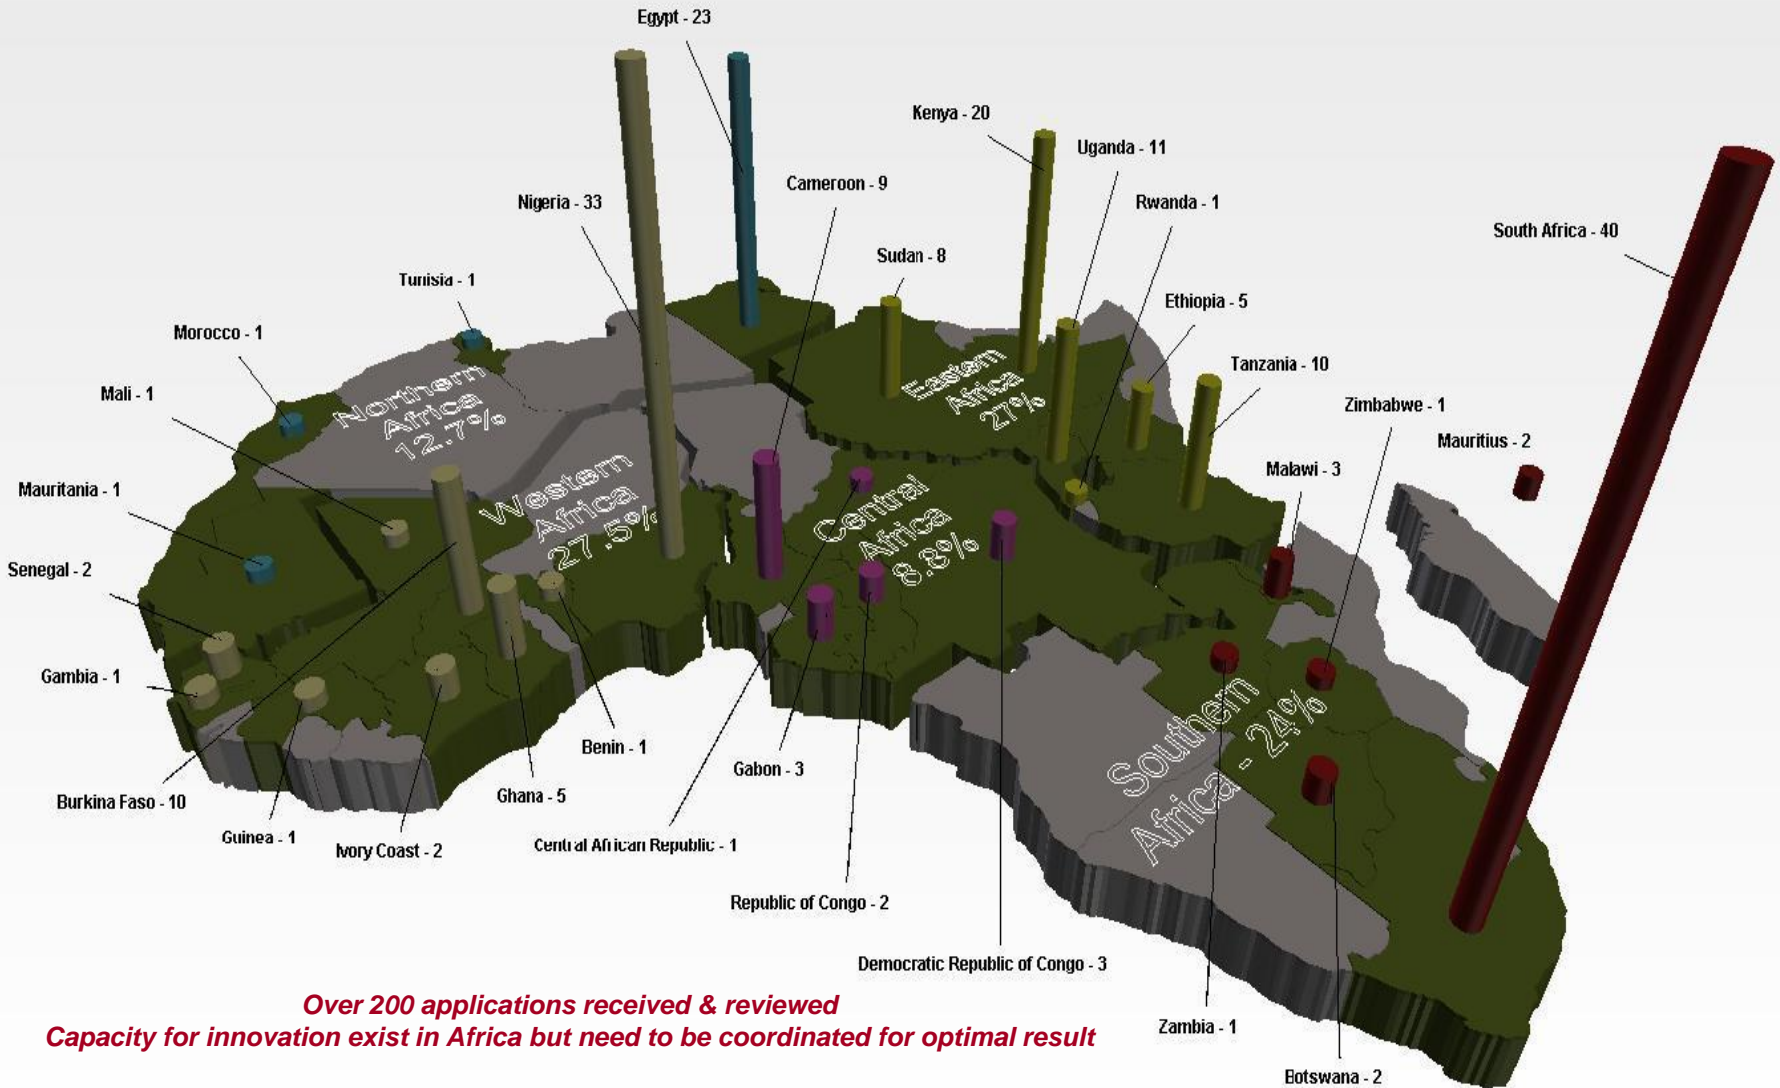 Egypt - 23
Kenya - 20
Uganda - 11
Cameroon - 9
Nigeria - 33
Rwanda - 1
South Africa - 40
Sudan - 8
Tunisia - 1
Ethiopia - 5
Morocco - 1
Tanzania - 10
Mali - 1
Northern
Africa
12.7%
Eastern
Africa
27%
Zimbabwe - 1
Mauritius - 2
Malawi - 3
Mauritania - 1
Western
Africa
27.5%
Central
Africa
8.8%
Senegal - 2
Gambia - 1
Southern
Africa - 24%
Benin - 1
Gabon - 3
Burkina Faso - 10
Ghana - 5
Guinea - 1
Ivory Coast - 2
Central African Republic - 1
Republic of Congo - 2
Democratic Republic of Congo - 3
Over 200 applications received & reviewed
Capacity for innovation exist in Africa but need to be coordinated for optimal result
Zambia - 1
Botswana - 2